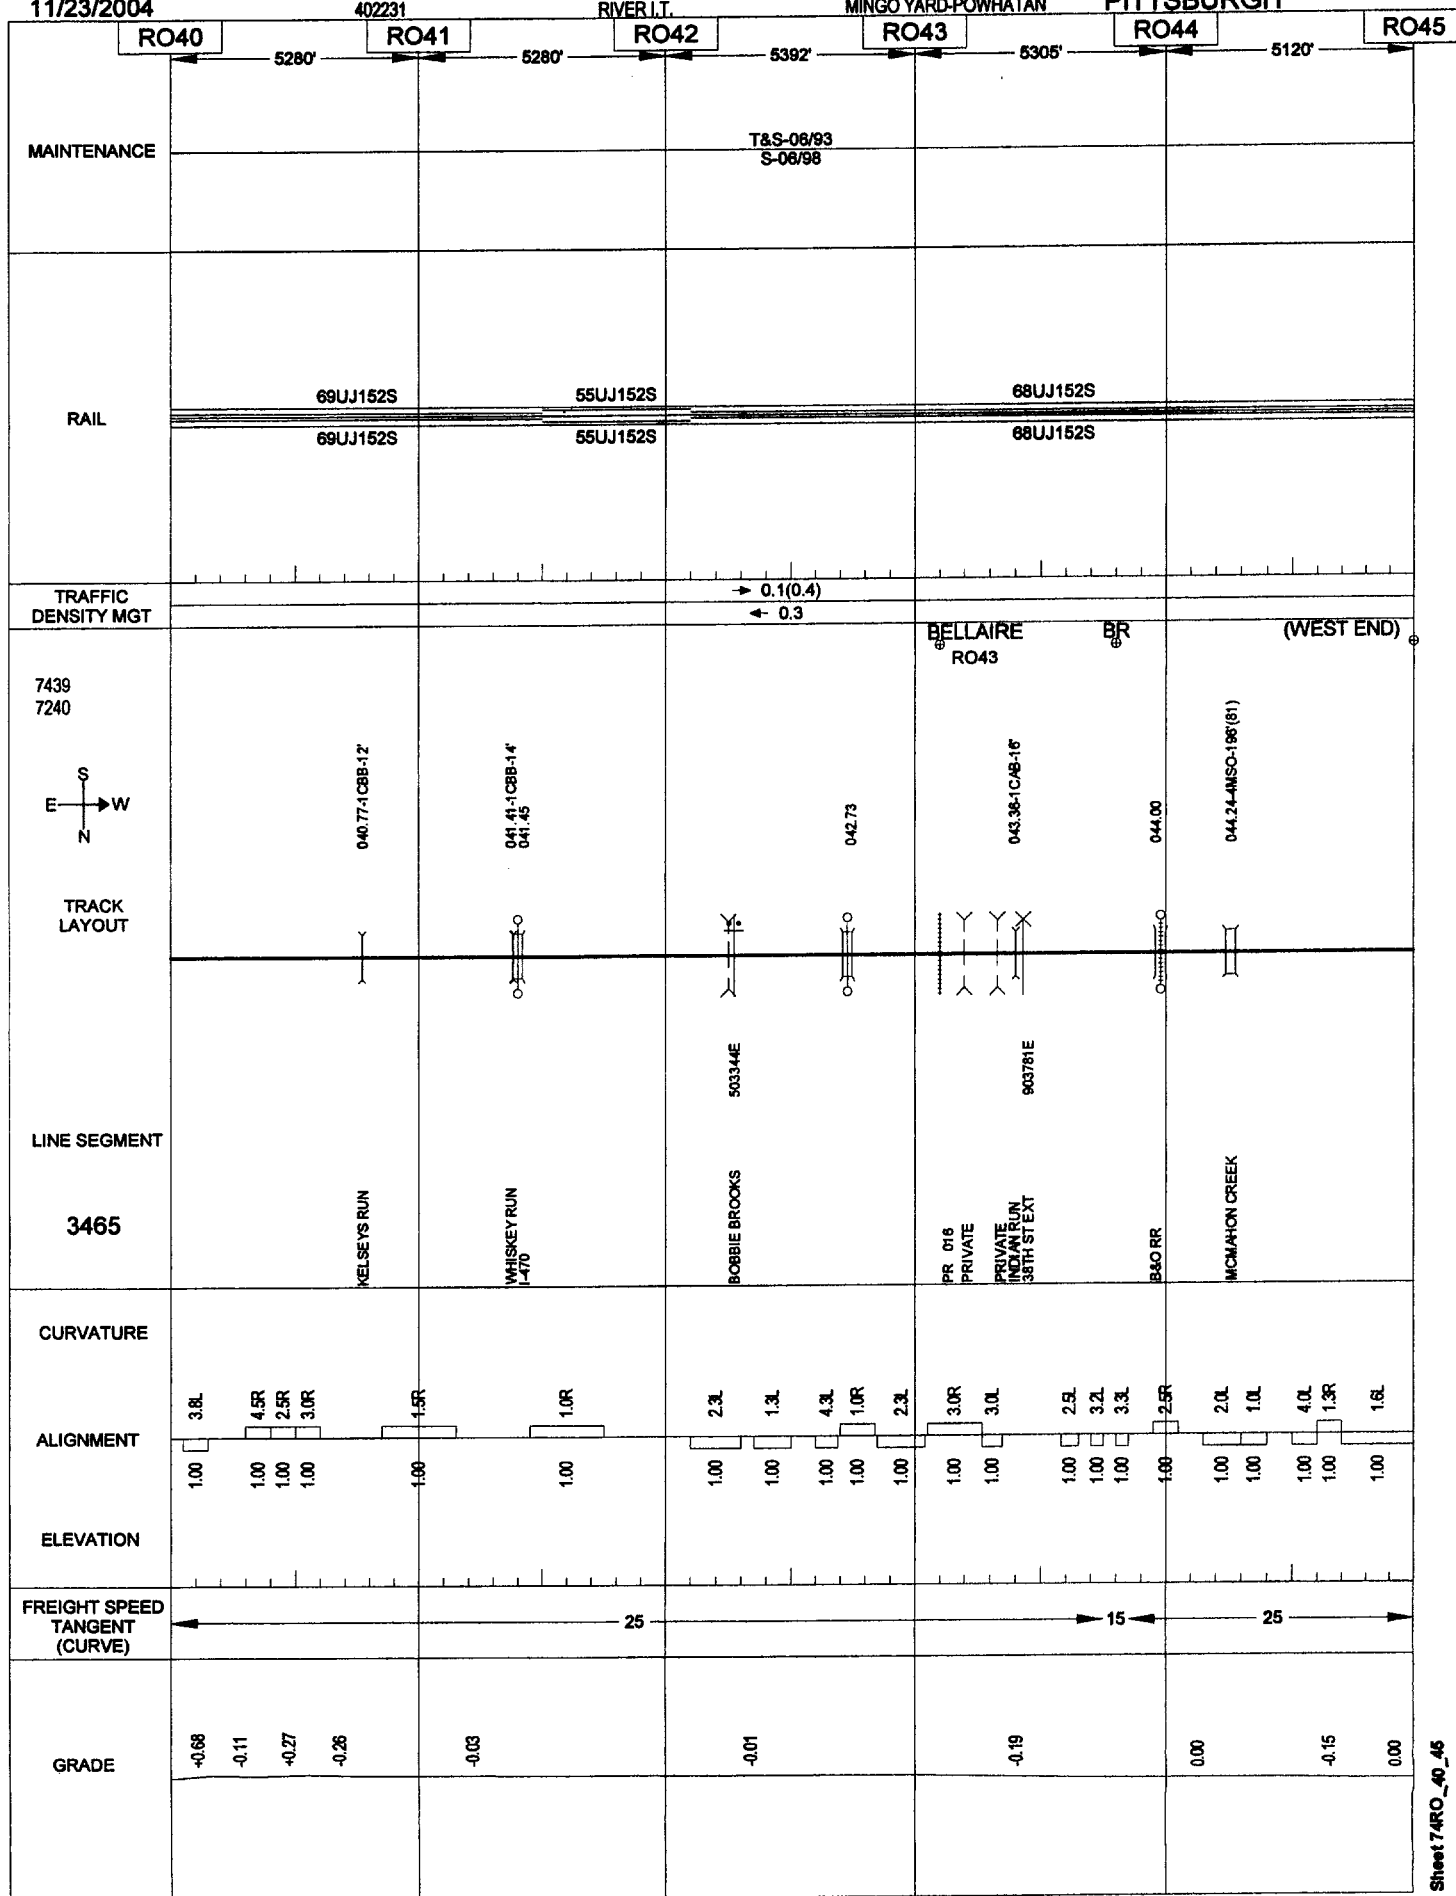 11/23/2004 402231 RIVER I.T. MINGO YARD-POWHATAN PITTSBURGH
RO40 RO41 RO42 RO43 RO44 RO45
5280' 5280' 5392' 5305' 5120'
MAINTENANCE
T&S-06/93
S-06/98
RAIL
69UJ152S 55UJ152S 68UJ152S
69UJ152S 55UJ152S 68UJ152S
TRAFFIC
DENSITY MGT
0.1(0.4)
0.3
BELLAIRE BR (WEST END)
RO43
7439
7240
S
E W
N
040.77-1CBB-12'
041.41-1CBB-14'
041.45
042.73
043.36-1CAB-16'
044.00
044.24-4MSO-196'(81)
TRACK
LAYOUT
503344E
903781E
LINE SEGMENT
3465
KELSEYS RUN
WHISKEY RUN
I-470
BOBBIE BROOKS
PR 016
PRIVATE
PRIVATE
INDIAN RUN
38TH ST EXT
B&O RR
MCMAHON CREEK
CURVATURE
3.8L 4.5R 2.5R 3.0R 1.5R 1.0R 2.3L 1.3L 4.3L 1.0R 2.3L 3.0R 3.0L 2.5L 3.2L 3.3L 2.5R 2.0L 1.0L 4.0L 1.3R 1.6L
ALIGNMENT
1.00 1.00 1.00 1.00 1.00 1.00 1.00 1.00 1.00 1.00 1.00 1.00 1.00 1.00 1.00 1.00 1.00 1.00 1.00 1.00 1.00 1.00
ELEVATION
FREIGHT SPEED
TANGENT
(CURVE)
25 15 25
GRADE
+0.68 -0.11 +0.27 -0.26 -0.03 -0.01 -0.19 0.00 -0.15 0.00
Sheet 74RO_40_45